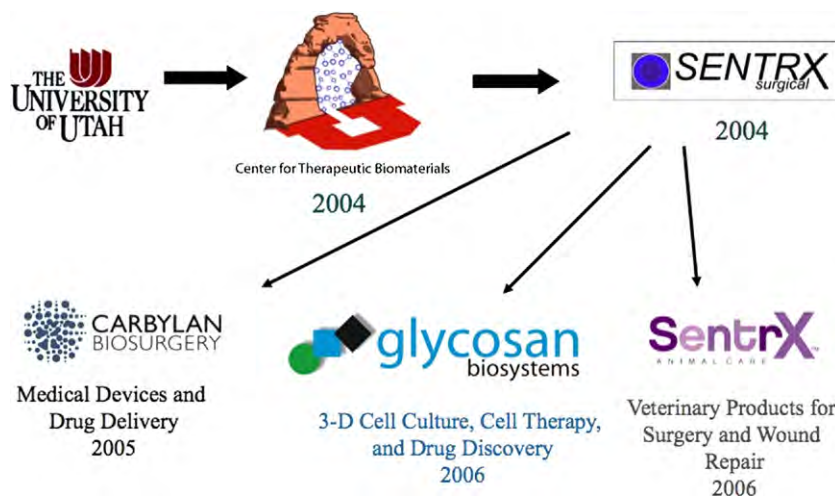 THE
UNIVERSITY
OF UTAH
Center for Therapeutic Biomaterials
2004
SENTRX
surgical
2004
CARBYLAN
BIOSURGERY
Medical Devices and
Drug Delivery
2005
glycosan
biosystems
3-D Cell Culture, Cell Therapy,
and Drug Discovery
2006
SentrX™
ANIMAL CARE
Veterinary Products for
Surgery and Wound
Repair
2006